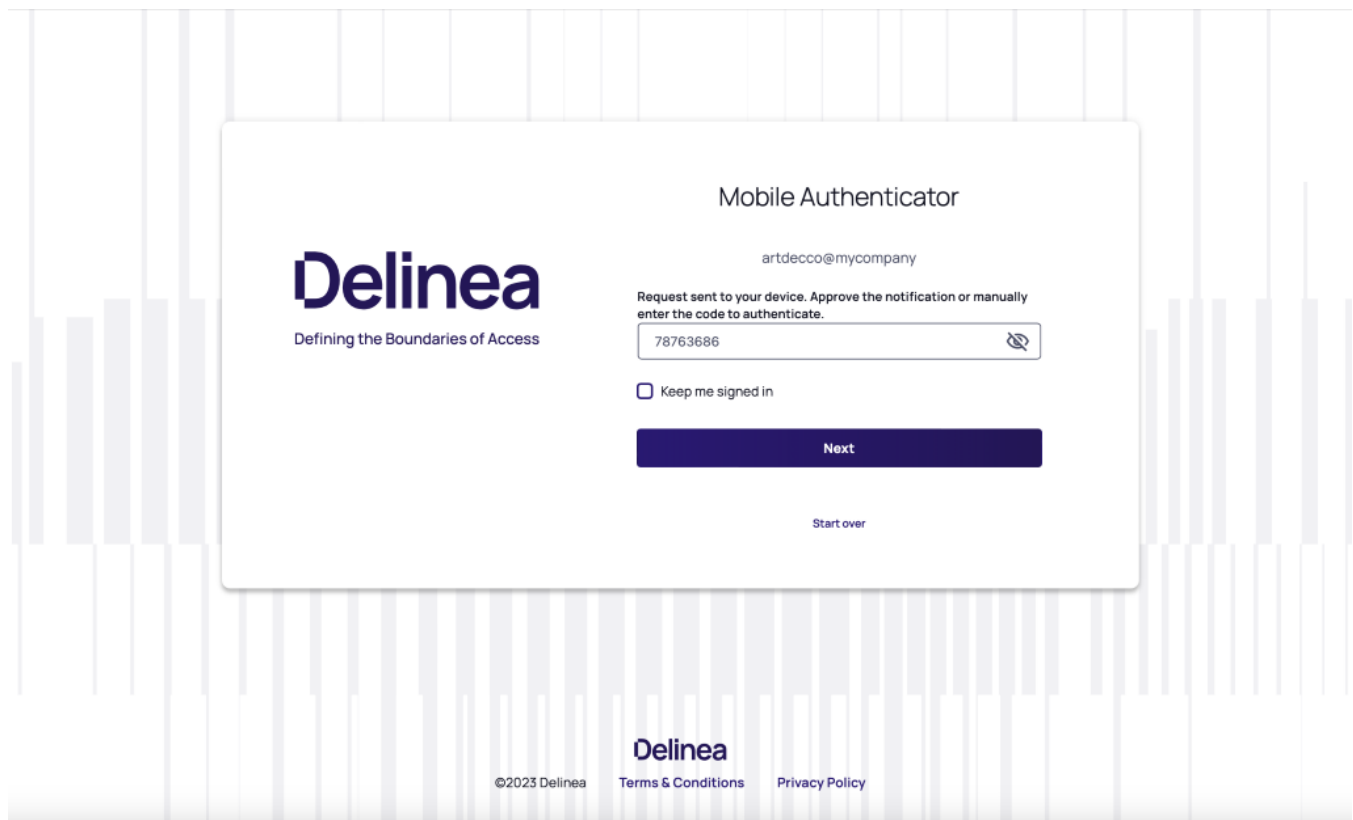 Delinea
Defining the Boundaries of Access
Mobile Authenticator
artdecco@mycompany
Request sent to your device. Approve the notification or manually
enter the code to authenticate.
78763686
Keep me signed in
Next
Start over
Delinea
©2023 Delinea Terms & Conditions Privacy Policy